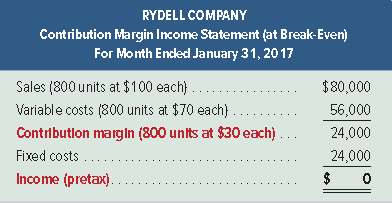 RYDELL COMPANY
Contribution Margin Income Statement (at Break-Even)
For Month Ended January 31, 2017
Sales (800 units at $100 each) . . . . . . . . . . . . . . . . $80,000
Variable costs (800 units at $70 each) . . . . . . . . . . 56,000
Contribution margin (800 units at $30 each) . . . 24,000
Fixed costs . . . . . . . . . . . . . . . . . . . . . . . . . . . . . . . . 24,000
Income (pretax). . . . . . . . . . . . . . . . . . . . . . . . . . . . $ 0